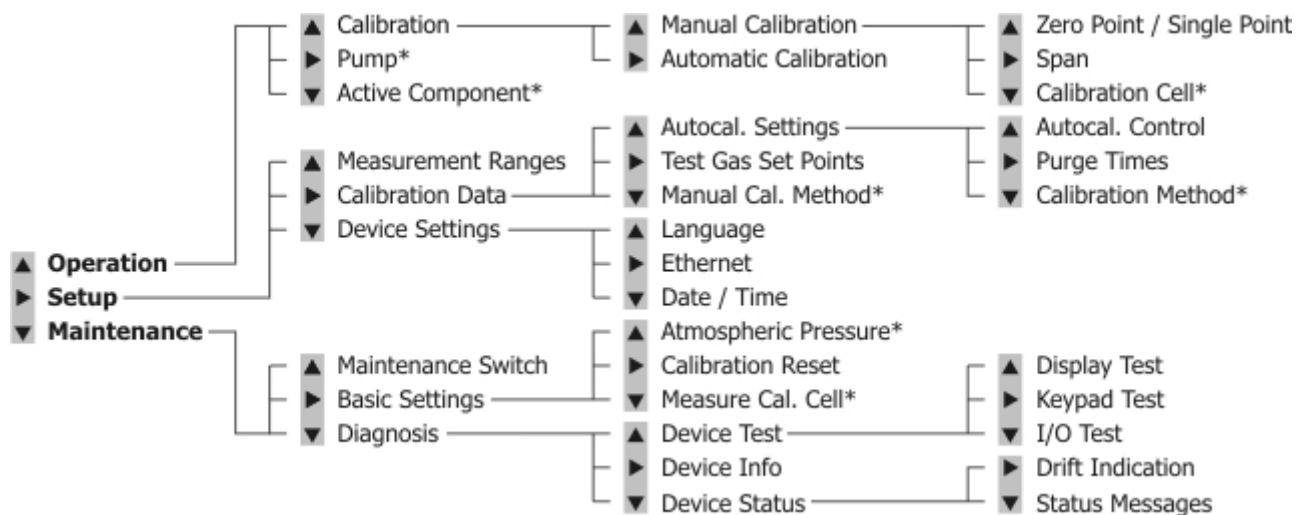 ▲ Calibration ▲ Manual Calibration ▲ Zero Point / Single Point
► Pump* ► Automatic Calibration ► Span
▼ Active Component* ▼ Calibration Cell*
▲ Autocal. Settings ▲ Autocal. Control
▲ Measurement Ranges ► Test Gas Set Points ► Purge Times
► Calibration Data ▼ Manual Cal. Method* ▼ Calibration Method*
▼ Device Settings ▲ Language
▲ Operation ► Ethernet
► Setup ▼ Date / Time
▼ Maintenance ▲ Atmospheric Pressure*
▲ Maintenance Switch ► Calibration Reset ▲ Display Test
► Basic Settings ▼ Measure Cal. Cell* ► Keypad Test
▼ Diagnosis ▲ Device Test ▼ I/O Test
► Device Info ► Drift Indication
▼ Device Status ▼ Status Messages